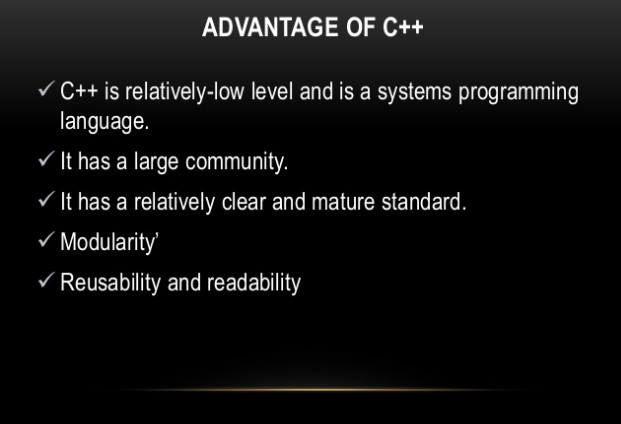 ADVANTAGE OF C++
✓ C++ is relatively-low level and is a systems programming
language.
✓ It has a large community.
✓ It has a relatively clear and mature standard.
✓ Modularity’
✓ Reusability and readability